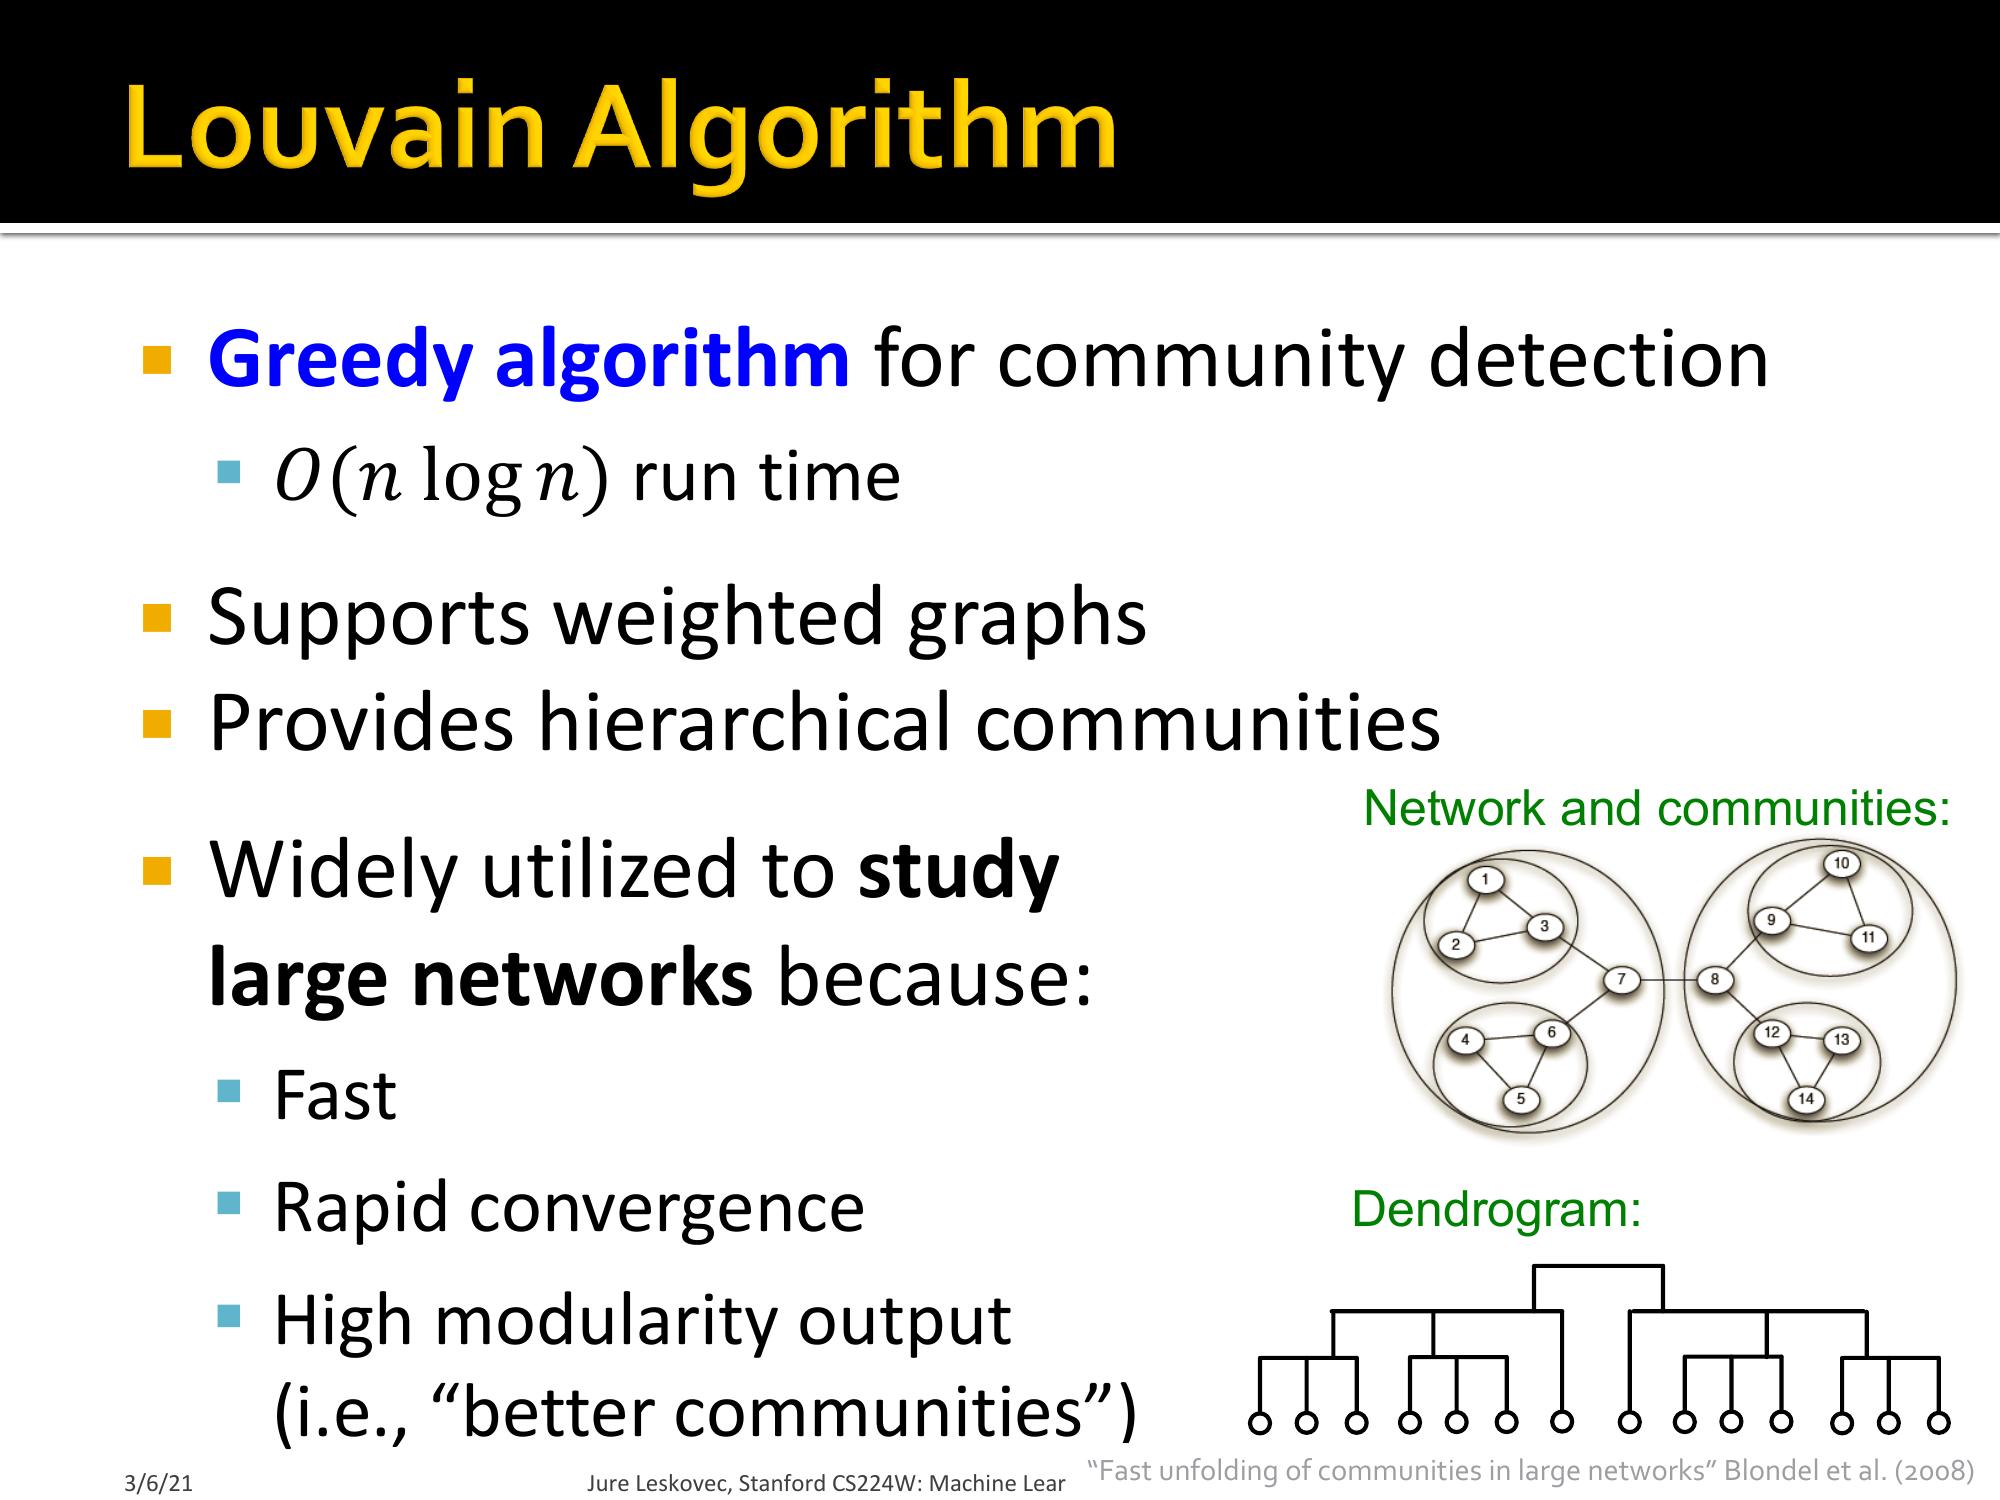 Louvain Algorithm
Greedy algorithm for community detection
O(n log n) run time
Supports weighted graphs
Provides hierarchical communities
Widely utilized to study
large networks because:
Fast
Rapid convergence
High modularity output
(i.e., “better communities”)
Network and communities:
1
2
3
4
5
6
7
8
9
10
11
12
13
14
Dendrogram:
3/6/21
Jure Leskovec, Stanford CS224W: Machine Lear
“Fast unfolding of communities in large networks” Blondel et al. (2008)